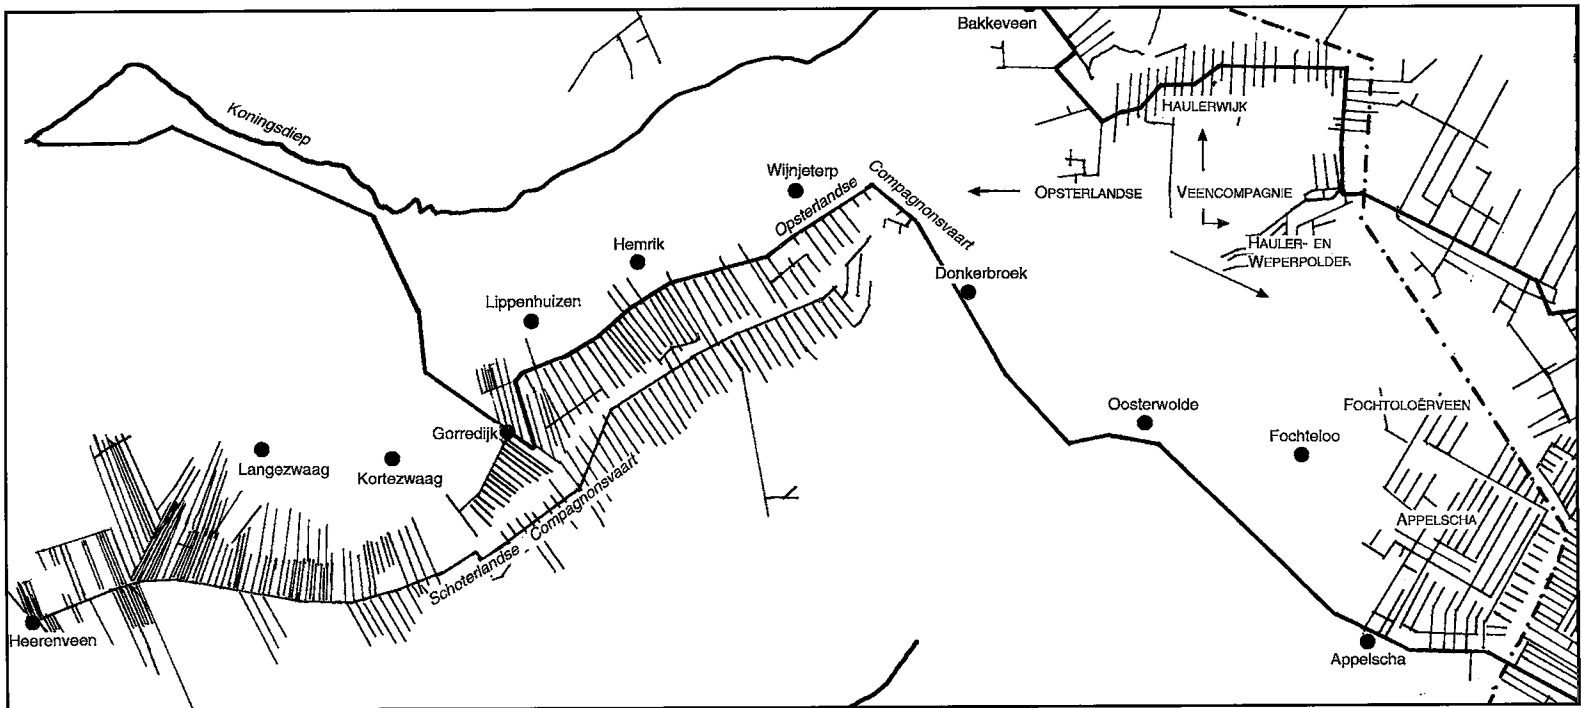 Bakkeveen
Koningsdiep
HAULERWIJK
Wijnjeterp
Opsterlandse Compagnonsvaart
OPSTERLANDSE VEENCOMPAGNIE
Hemrik
HAULER- EN
WEPERPOLDER
Donkerbroek
Lippenhuizen
Oosterwolde
FOCHTOLOËRVEEN
Gorredijk
Fochteloo
Langezwaag
Kortezwaag
APPELSCHA
Schoterlandse Compagnonsvaart
Heerenveen
Appelscha